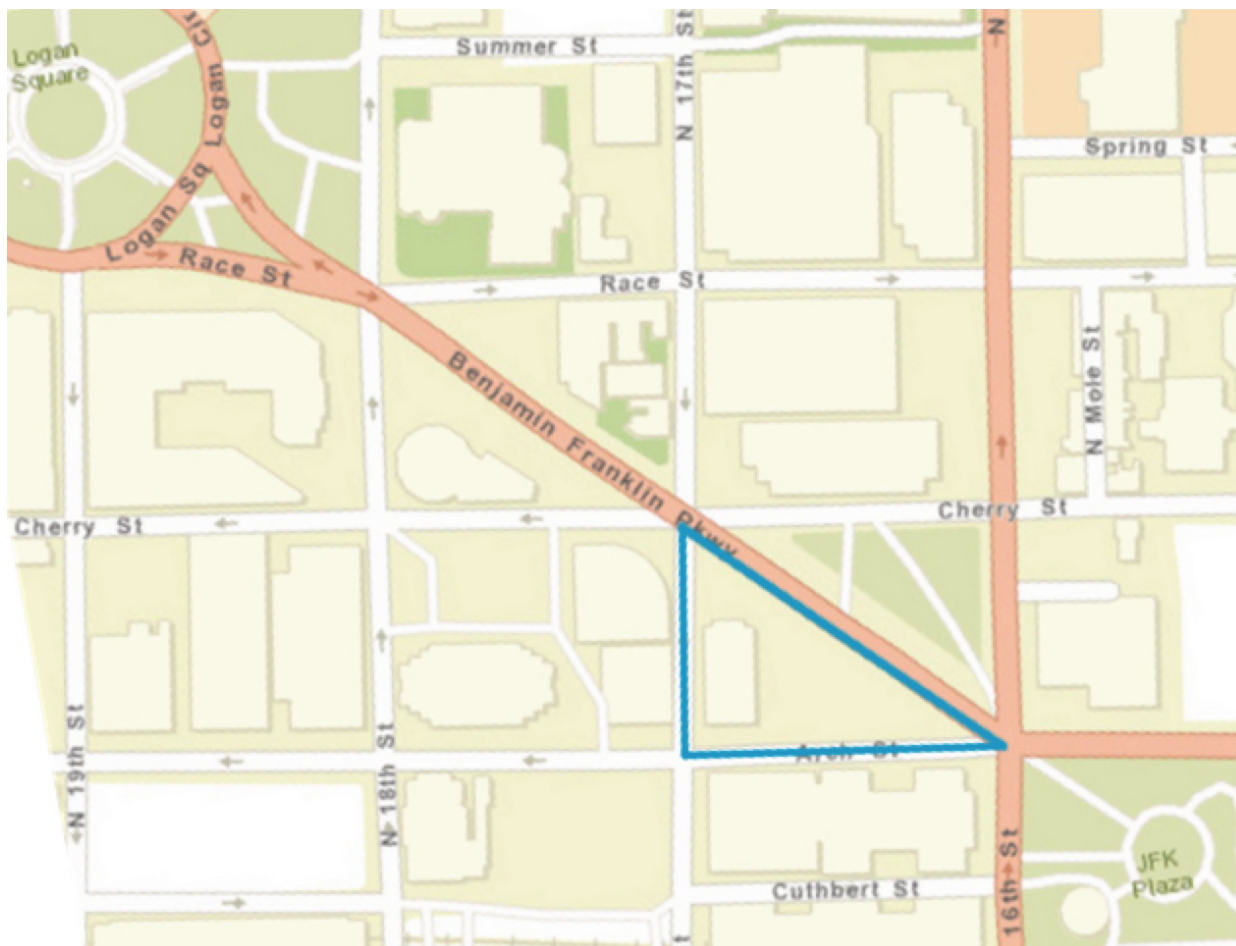 Logan
Square
Logan Cir
Summer St
N 17th St
N
Spring St
Logan Sq
Race St
Race St
N Mole St
Benjamin Franklin Pkwy
Cherry St
Cherry St
N 19th St
N 18th St
Arch St
16th St
JFK
Plaza
Cuthbert St
t